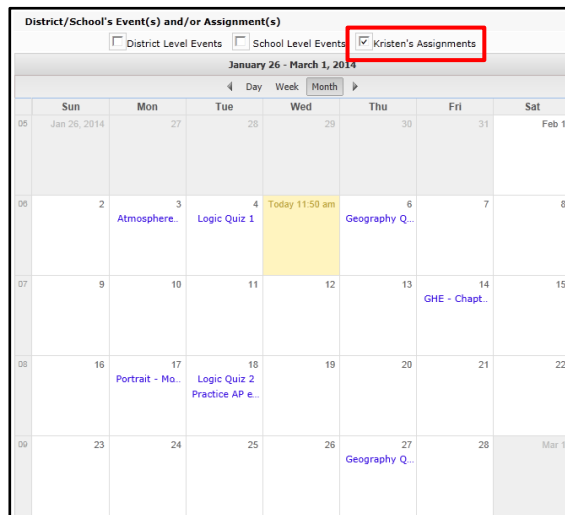 District/School's Event(s) and/or Assignment(s)
District Level Events School Level Events Kristen's Assignments
January 26 - March 1, 2014
Day Week Month
Sun Mon Tue Wed Thu Fri Sat
05 Jan 26, 2014 27 28 29 30 31 Feb 1
06 2 3 4 Today 11:50 am 6 7 8
Atmosphere.. Logic Quiz 1 Geography Q...
07 9 10 11 12 13 14 15
GHE - Chapt..
08 16 17 18 19 20 21 22
Portrait - Mo.. Logic Quiz 2
Practice AP e...
09 23 24 25 26 27 28 Mar 1
Geography Q...